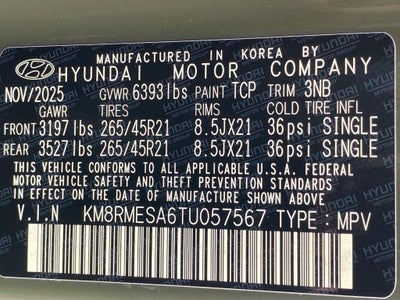 MANUFACTURED IN KOREA BY
HYUNDAI MOTOR COMPANY
NOV/2025 GVWR 6393lbs PAINT TCP TRIM 3NB
GAWR TIRES RIMS COLD TIRE INFL
FRONT 3197 lbs 265/45R21 8.5JX21 36psi SINGLE
REAR 3527 lbs 265/45R21 8.5JX21 36psi SINGLE
THIS VEHICLE CONFORMS TO ALL APPLICABLE U.S.A. FEDERAL
MOTOR VEHICLE SAFETY AND THEFT PREVENTION STANDARDS
IN EFFECT ON THE DATE OF MANUFACTURE SHOWN ABOVE.
V.I.N KM8RMESA6TU057567 TYPE : MPV